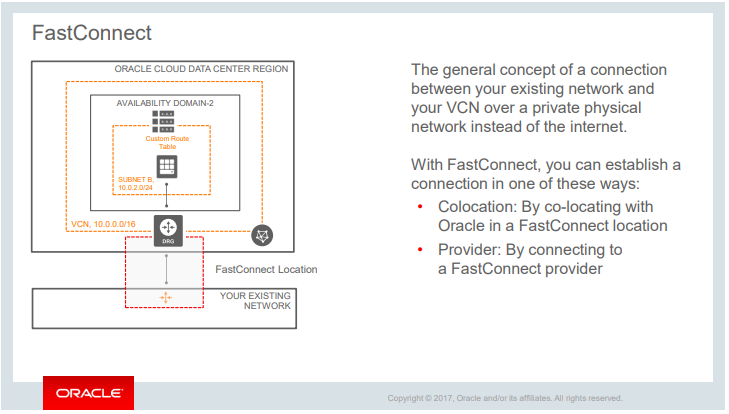 FastConnect
ORACLE CLOUD DATA CENTER REGION
AVAILABILITY DOMAIN-2
Custom Route
Table
SUBNET B,
10.0.2.0/24
VCN, 10.0.0.0/16
DRG
FastConnect Location
YOUR EXISTING
NETWORK
The general concept of a connection
between your existing network and
your VCN over a private physical
network instead of the internet.
With FastConnect, you can establish a
connection in one of these ways:
• Colocation: By co-locating with
Oracle in a FastConnect location
• Provider: By connecting to
a FastConnect provider
ORACLE
Copyright © 2017, Oracle and/or its affiliates. All rights reserved.